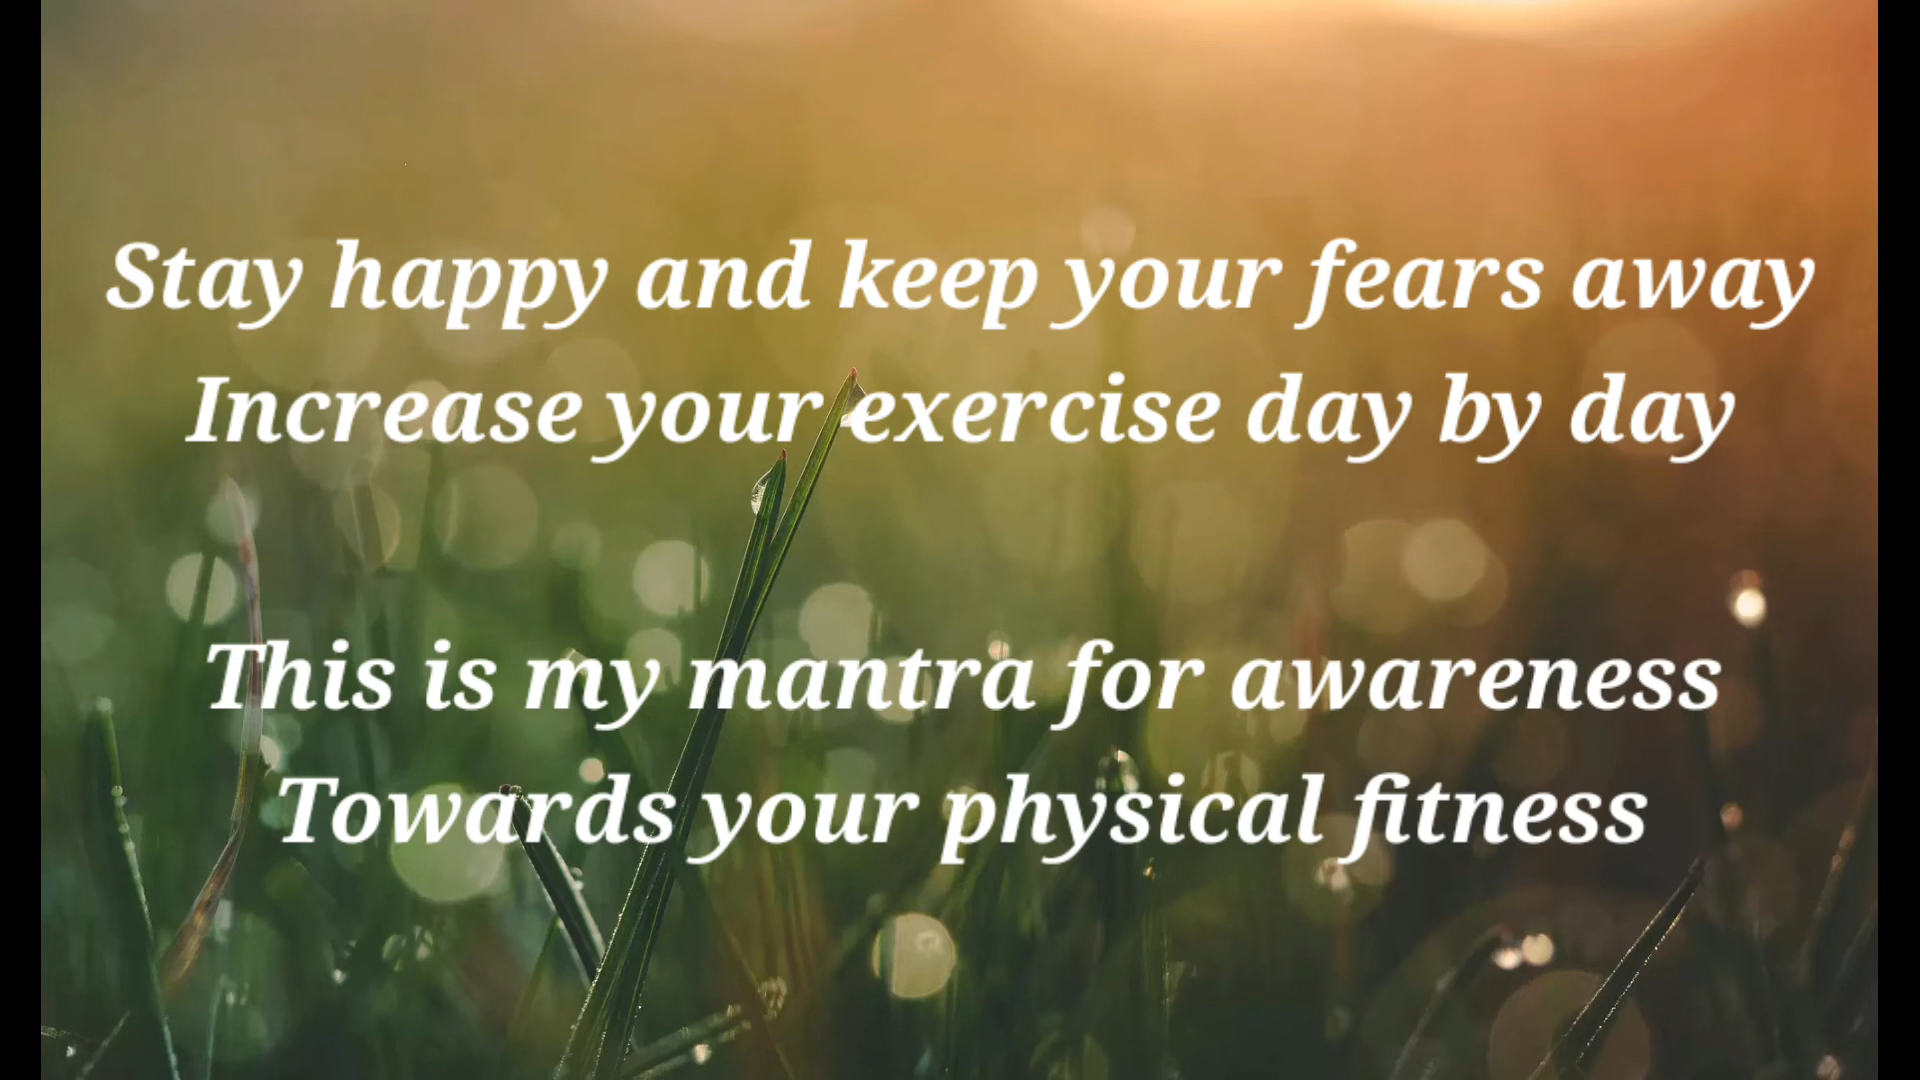 Stay happy and keep your fears away
Increase your exercise day by day
This is my mantra for awareness
Towards your physical fitness